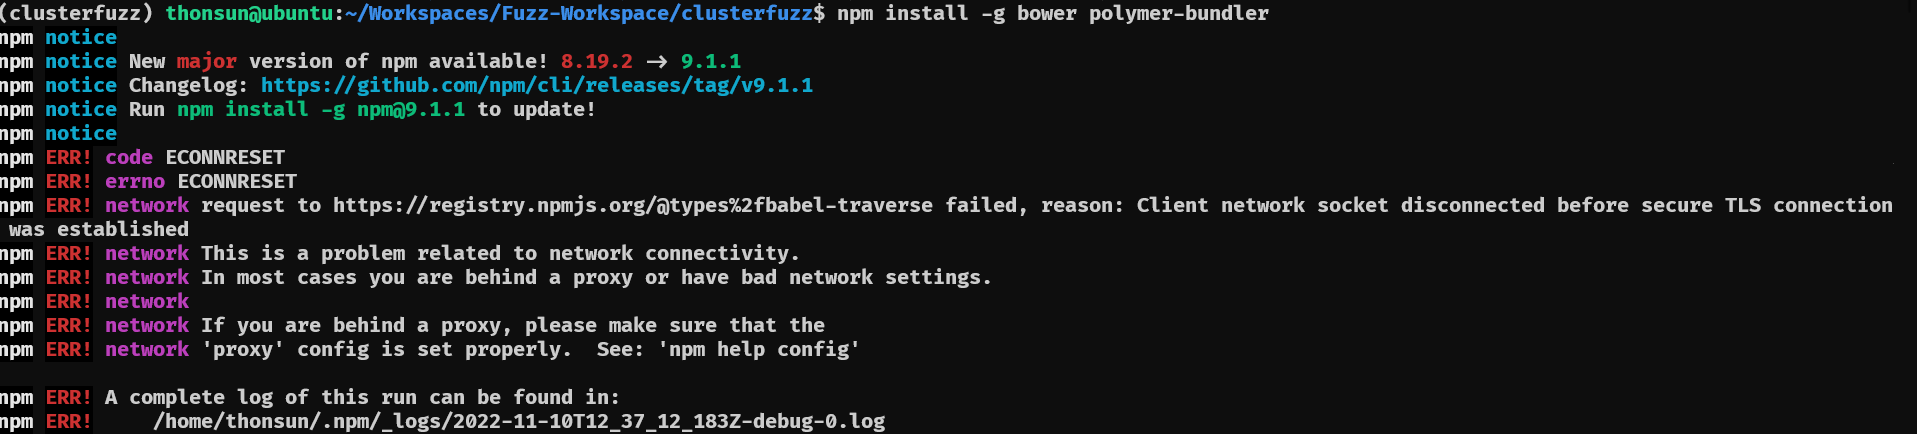 (clusterfuzz) thonsun@ubuntu:~/Workspaces/Fuzz-Workspace/clusterfuzz$ npm install -g bower polymer-bundler
npm notice
npm notice New major version of npm available! 8.19.2 → 9.1.1
npm notice Changelog: https://github.com/npm/cli/releases/tag/v9.1.1
npm notice Run npm install -g npm@9.1.1 to update!
npm notice
npm ERR! code ECONNRESET
npm ERR! errno ECONNRESET
npm ERR! network request to https://registry.npmjs.org/@types%2fbabel-traverse failed, reason: Client network socket disconnected before secure TLS connection
was established
npm ERR! network This is a problem related to network connectivity.
npm ERR! network In most cases you are behind a proxy or have bad network settings.
npm ERR! network
npm ERR! network If you are behind a proxy, please make sure that the
npm ERR! network 'proxy' config is set properly.  See: 'npm help config'
npm ERR! A complete log of this run can be found in:
npm ERR!     /home/thonsun/.npm/_logs/2022-11-10T12_37_12_183Z-debug-0.log